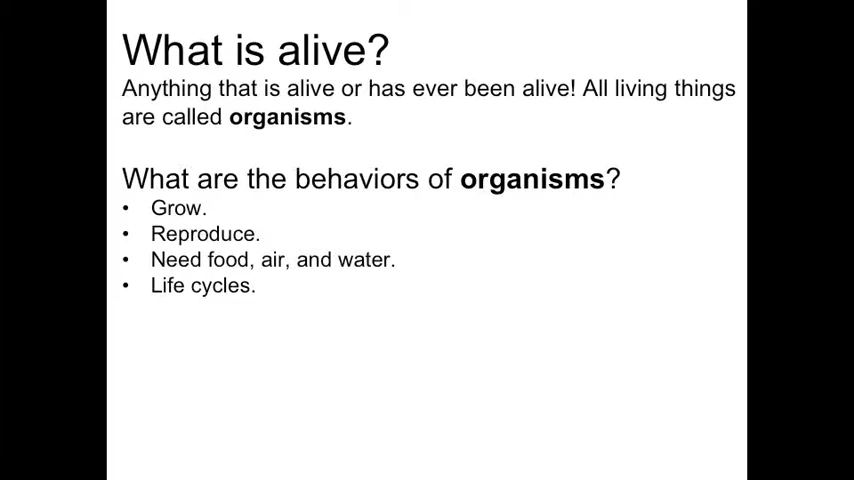 What is alive?
Anything that is alive or has ever been alive! All living things
are called organisms.
What are the behaviors of organisms?
• Grow.
• Reproduce.
• Need food, air, and water.
• Life cycles.